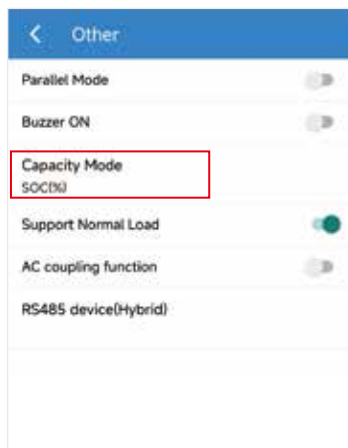 Other
Parallel Mode
Buzzer ON
Capacity Mode
SOC(%)
Support Normal Load
AC coupling function
RS485 device(Hybrid)